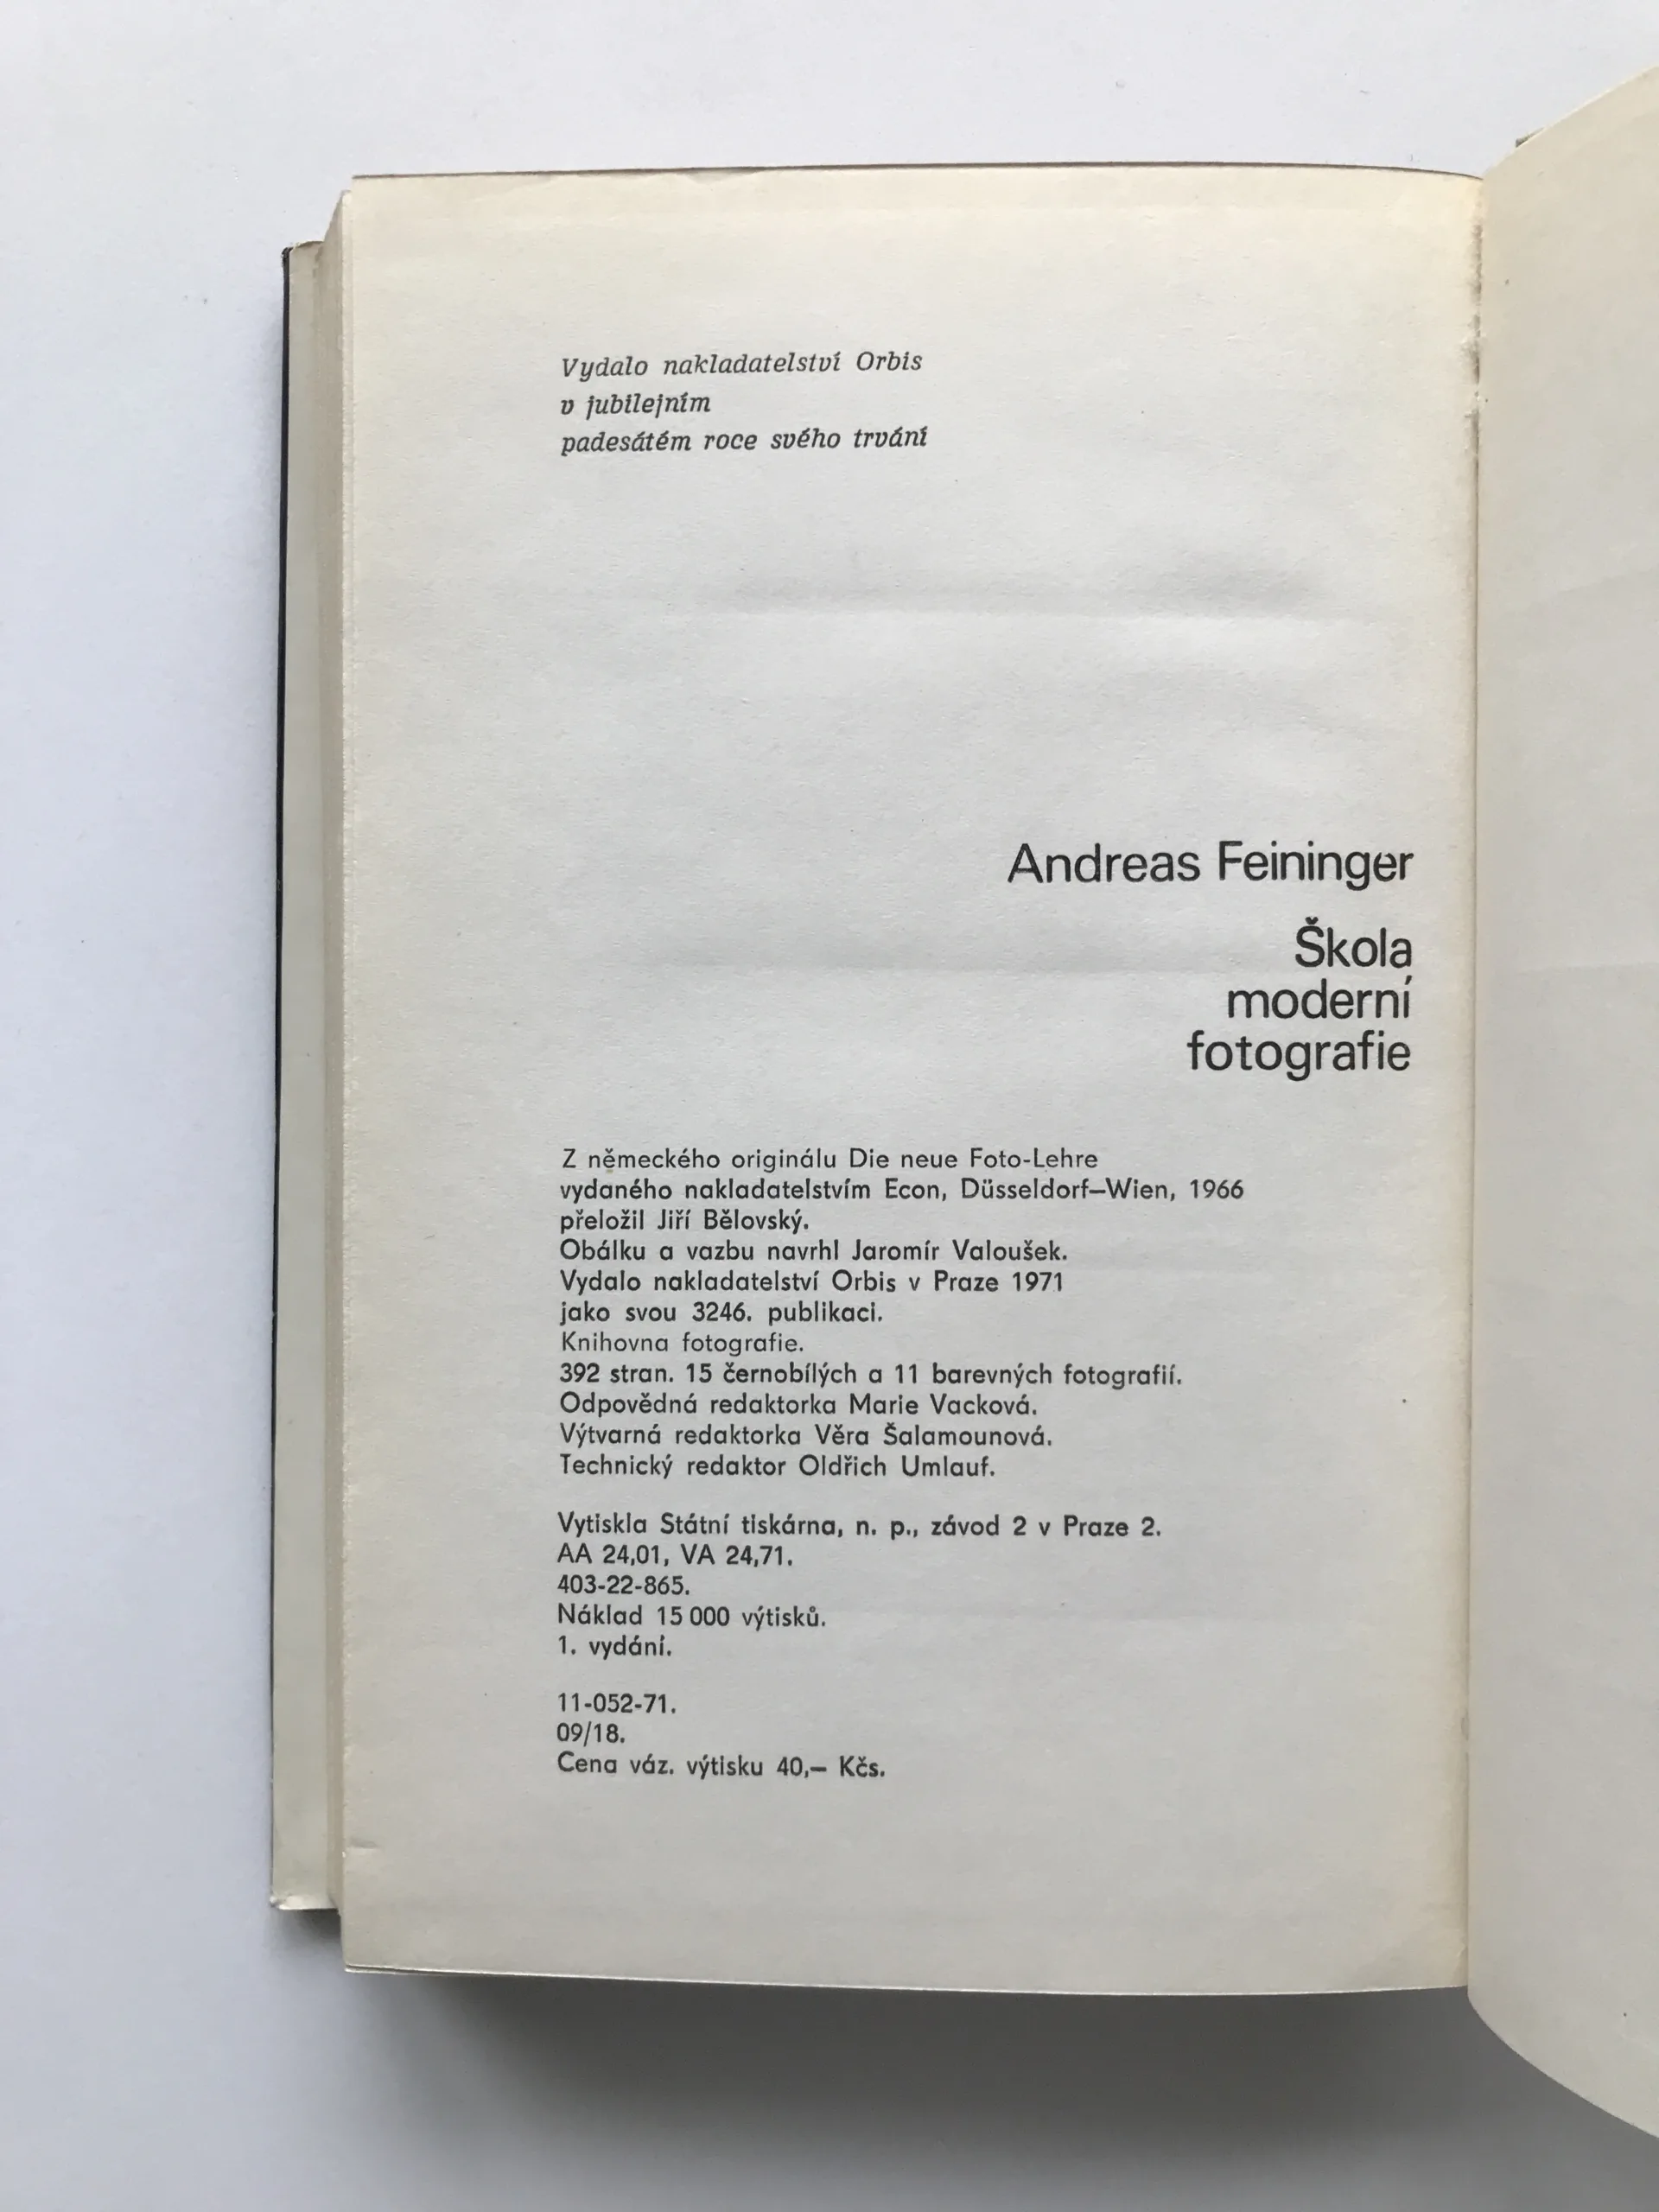 Vydalo nakladatelství Orbis
v jubilejním
padesátém roce svého trvání
Andreas Feininger
Škola
moderní
fotografie
Z německého originálu Die neue Foto-Lehre
vydaného nakladatelstvím Econ, Düsseldorf–Wien, 1966
přeložil Jiří Bělovský.
Obálku a vazbu navrhl Jaromír Valoušek.
Vydalo nakladatelství Orbis v Praze 1971
jako svou 3246. publikaci.
Knihovna fotografie.
392 stran. 15 černobílých a 11 barevných fotografií.
Odpovědná redaktorka Marie Vacková.
Výtvarná redaktorka Věra Šalamounová.
Technický redaktor Oldřich Umlauf.
Vytiskla Státní tiskárna, n. p., závod 2 v Praze 2.
AA 24,01, VA 24,71.
403-22-865.
Náklad 15 000 výtisků.
1. vydání.
11-052-71.
09/18.
Cena váz. výtisku 40,– Kčs.